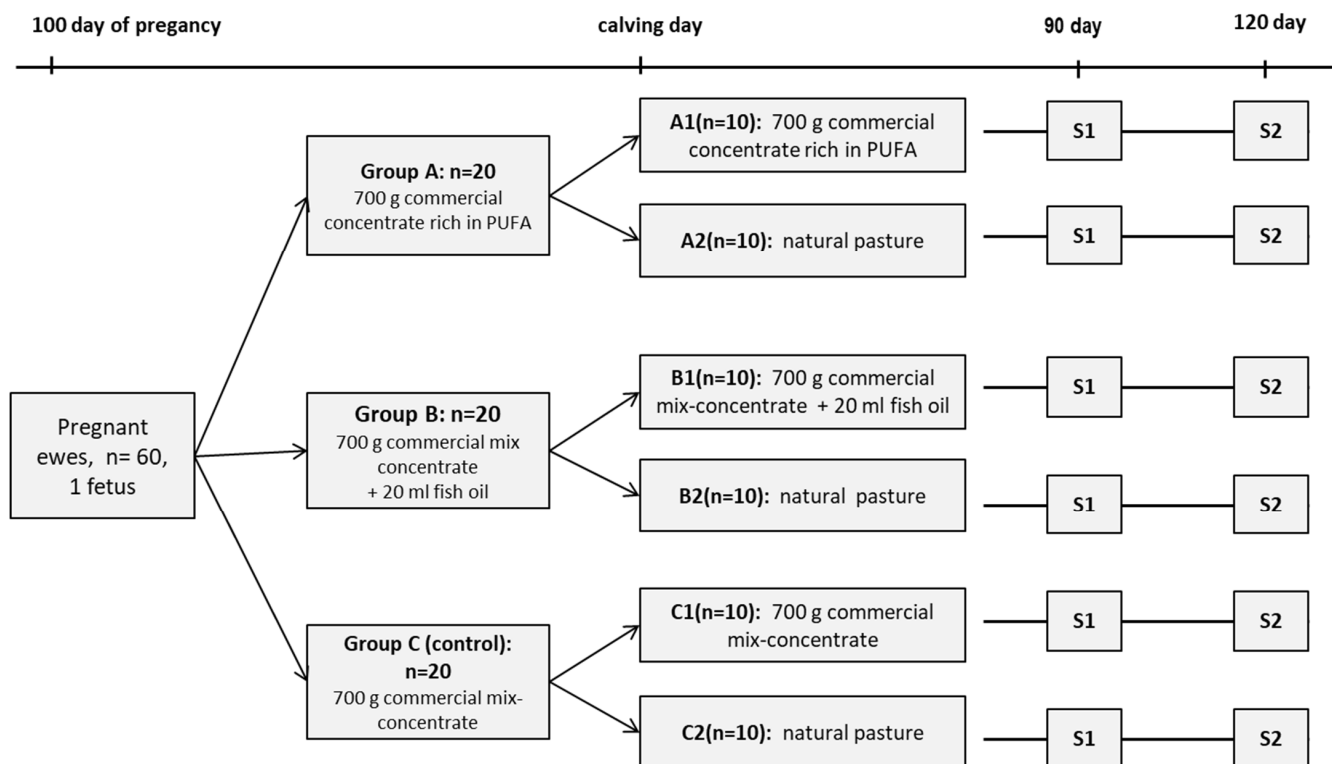 100 day of pregancy
calving day
90 day
120 day
A1(n=10): 700 g commercial
concentrate rich in PUFA
S1
S2
Group A: n=20
700 g commercial
concentrate rich in PUFA
A2(n=10): natural pasture
S1
S2
B1(n=10): 700 g commercial
mix-concentrate + 20 ml fish oil
S1
S2
Pregnant
ewes, n= 60,
1 fetus
Group B: n=20
700 g commercial mix
concentrate
+ 20 ml fish oil
B2(n=10): natural pasture
S1
S2
C1(n=10): 700 g commercial
mix-concentrate
S1
S2
Group C (control):
n=20
700 g commercial mix-
concentrate
C2(n=10): natural pasture
S1
S2